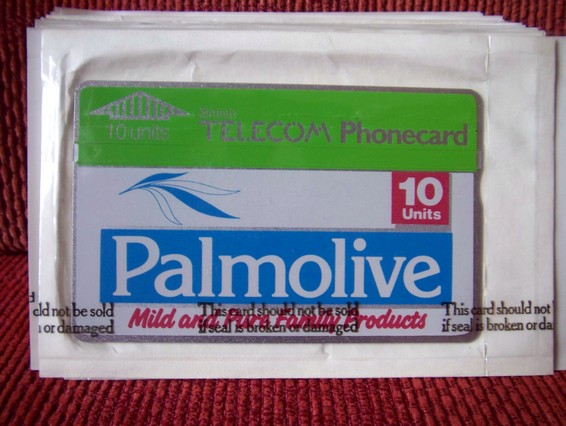 British
TELECOM Phonecard
10 units
10
Units
Palmolive
Mild and Pure Family Products
ld not be sold
or damaged
This card should not be sold
if seal is broken or damaged
This card should not
if seal is broken or da